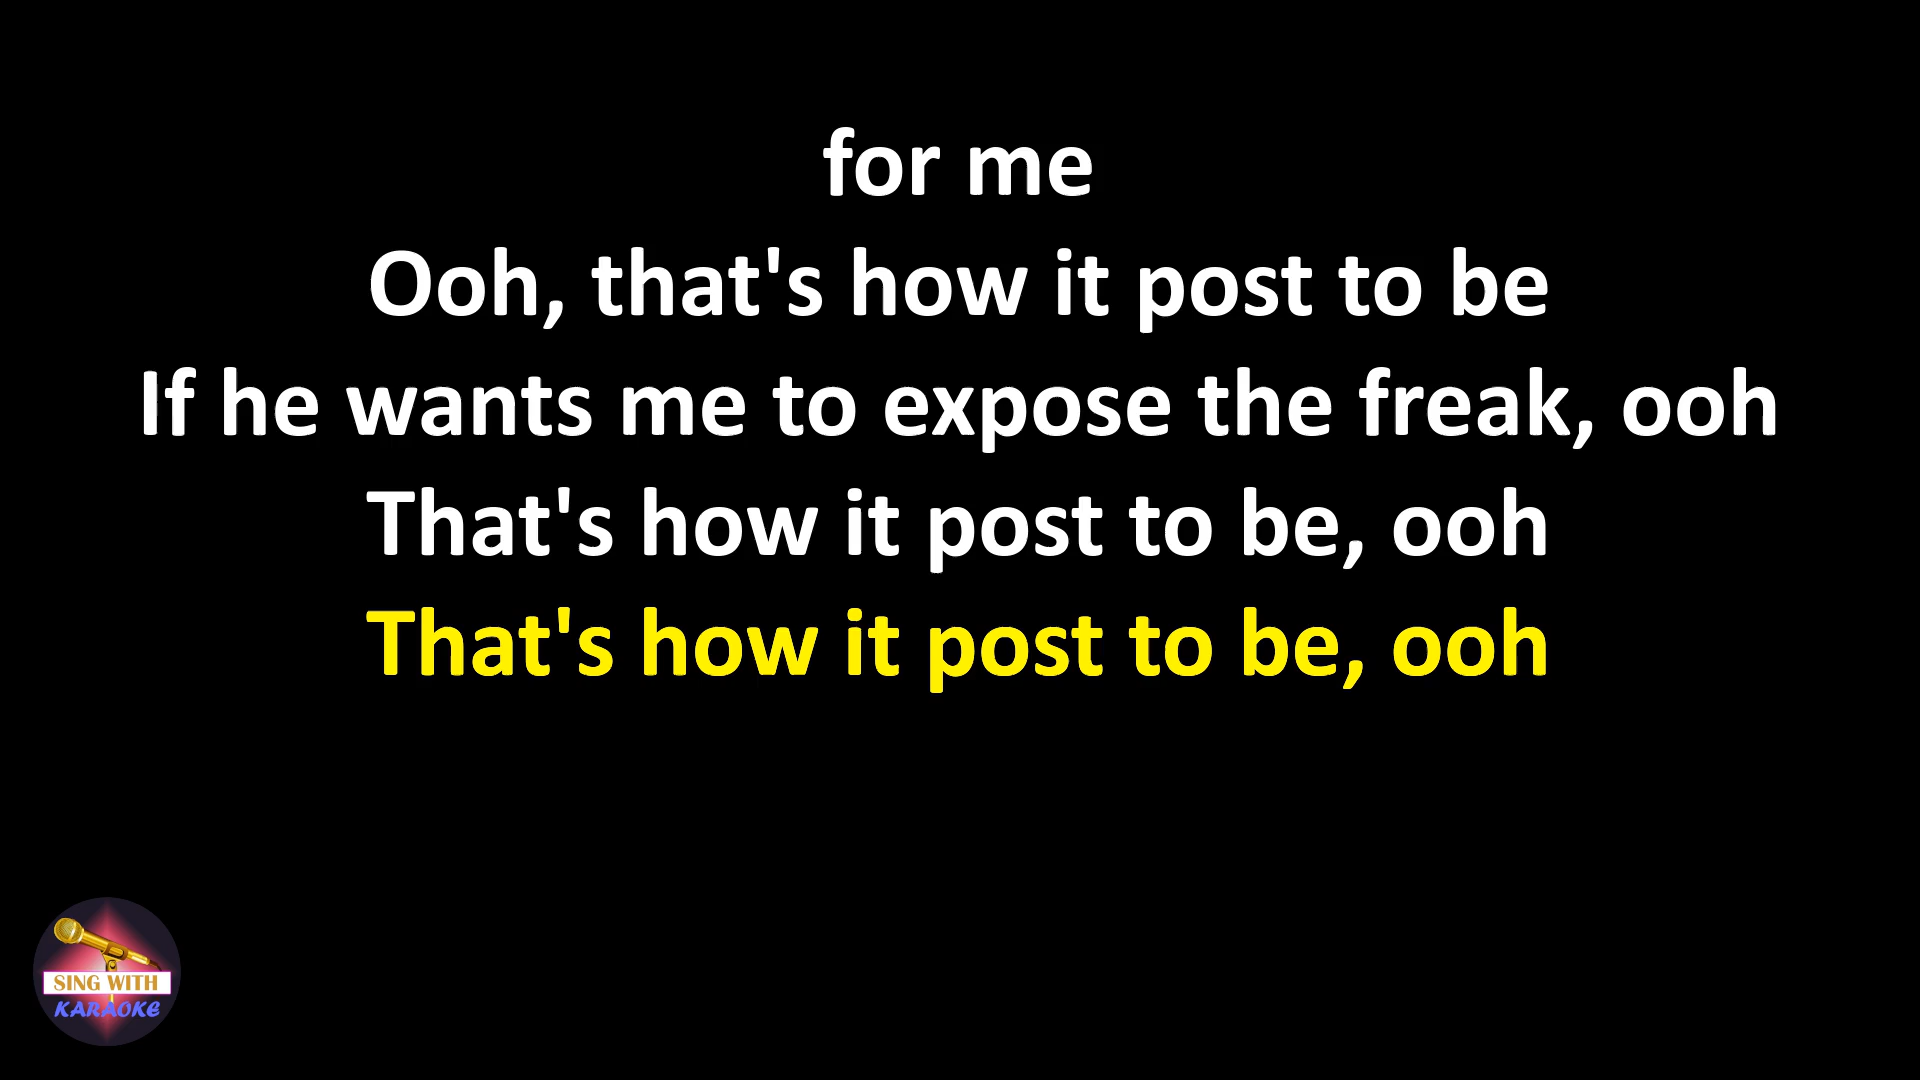 for me
Ooh, that's how it post to be
If he wants me to expose the freak, ooh
That's how it post to be, ooh
That's how it post to be, ooh
SING WITH
KARAOKE